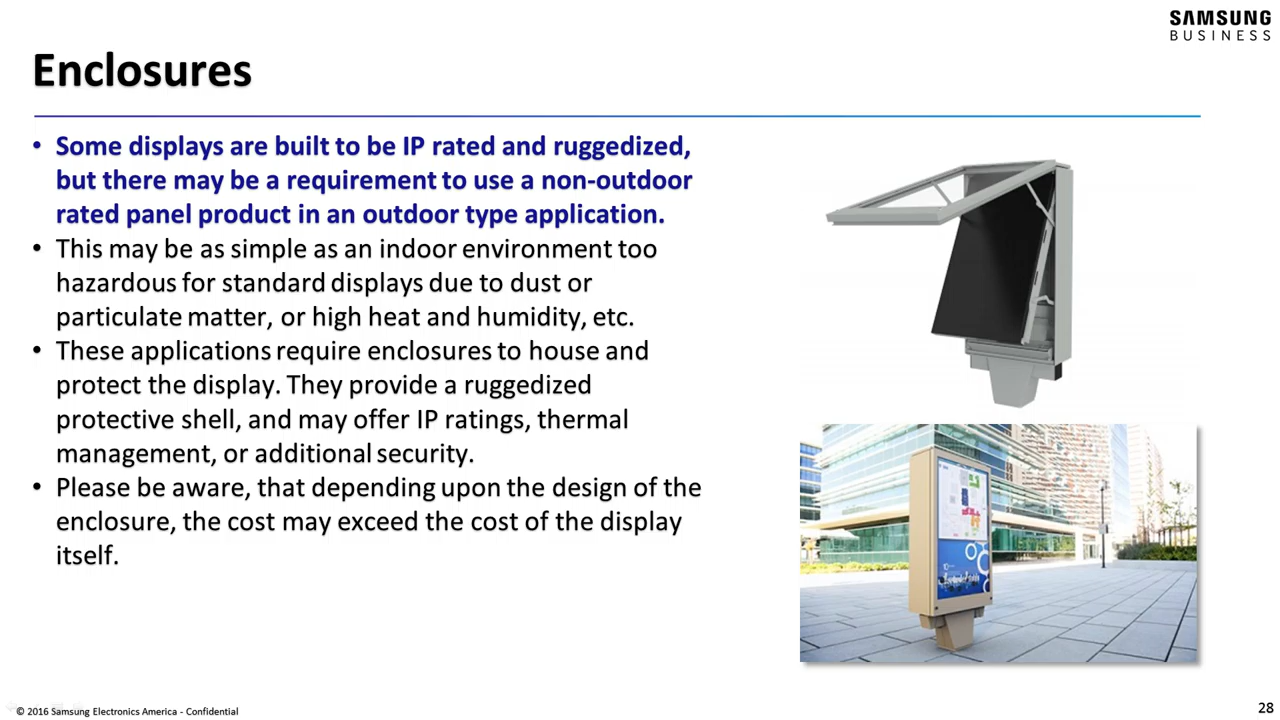 SAMSUNG
BUSINESS
Enclosures
• Some displays are built to be IP rated and ruggedized,
but there may be a requirement to use a non-outdoor
rated panel product in an outdoor type application.
• This may be as simple as an indoor environment too
hazardous for standard displays due to dust or
particulate matter, or high heat and humidity, etc.
• These applications require enclosures to house and
protect the display. They provide a ruggedized
protective shell, and may offer IP ratings, thermal
management, or additional security.
• Please be aware, that depending upon the design of the
enclosure, the cost may exceed the cost of the display
itself.
© 2016 Samsung Electronics America - Confidential
28